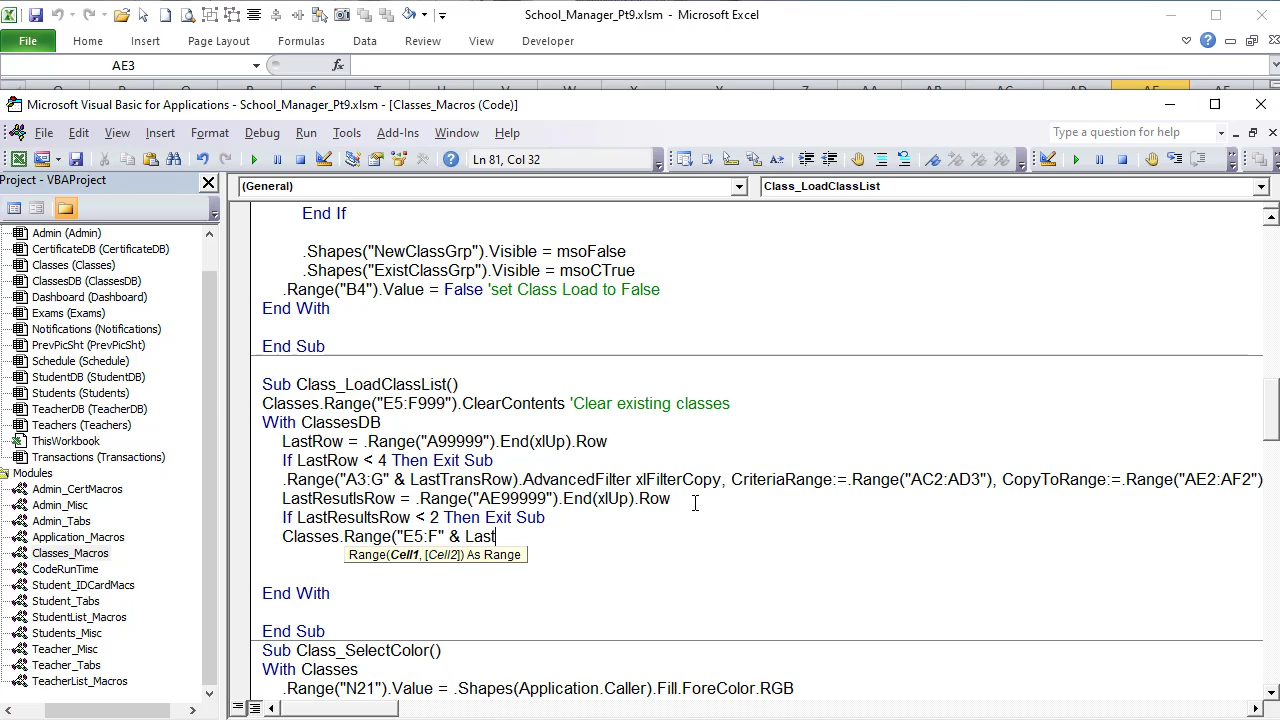 School_Manager_Pt9.xlsm - Microsoft Excel
File Home Insert Page Layout Formulas Data Review View Developer
AE3 fx
Microsoft Visual Basic for Applications - School_Manager_Pt9.xlsm - [Classes_Macros (Code)]
File Edit View Insert Format Debug Run Tools Add-Ins Window Help Type a question for help
Ln 81, Col 32
Project - VBAProject
(General) Class_LoadClassList
Admin (Admin)
CertificateDB (CertificateDB)
Classes (Classes)
ClassesDB (ClassesDB)
Dashboard (Dashboard)
Exams (Exams)
Notifications (Notifications)
PrevPicSht (PrevPicSht)
Schedule (Schedule)
StudentDB (StudentDB)
Students (Students)
TeacherDB (TeacherDB)
Teachers (Teachers)
ThisWorkbook
Transactions (Transactions)
Modules
Admin_CertMacros
Admin_Misc
Admin_Tabs
Application_Macros
Classes_Macros
CodeRunTime
Student_IDCardMacs
Student_Tabs
StudentList_Macros
Students_Misc
Teacher_Misc
Teacher_Tabs
TeacherList_Macros
End If
.Shapes("NewClassGrp").Visible = msoFalse
.Shapes("ExistClassGrp").Visible = msoCTrue
.Range("B4").Value = False 'set Class Load to False
End With
End Sub
Sub Class_LoadClassList()
Classes.Range("E5:F999").ClearContents 'Clear existing classes
With ClassesDB
LastRow = .Range("A99999").End(xlUp).Row
If LastRow < 4 Then Exit Sub
.Range("A3:G" & LastTransRow).AdvancedFilter xlFilterCopy, CriteriaRange:=.Range("AC2:AD3"), CopyToRange:=.Range("AE2:AF2")
LastResutlsRow = .Range("AE99999").End(xlUp).Row
If LastResultsRow < 2 Then Exit Sub
Classes.Range("E5:F" & Last
Range(Cell1, [Cell2]) As Range
End With
End Sub
Sub Class_SelectColor()
With Classes
.Range("N21").Value = .Shapes(Application.Caller).Fill.ForeColor.RGB